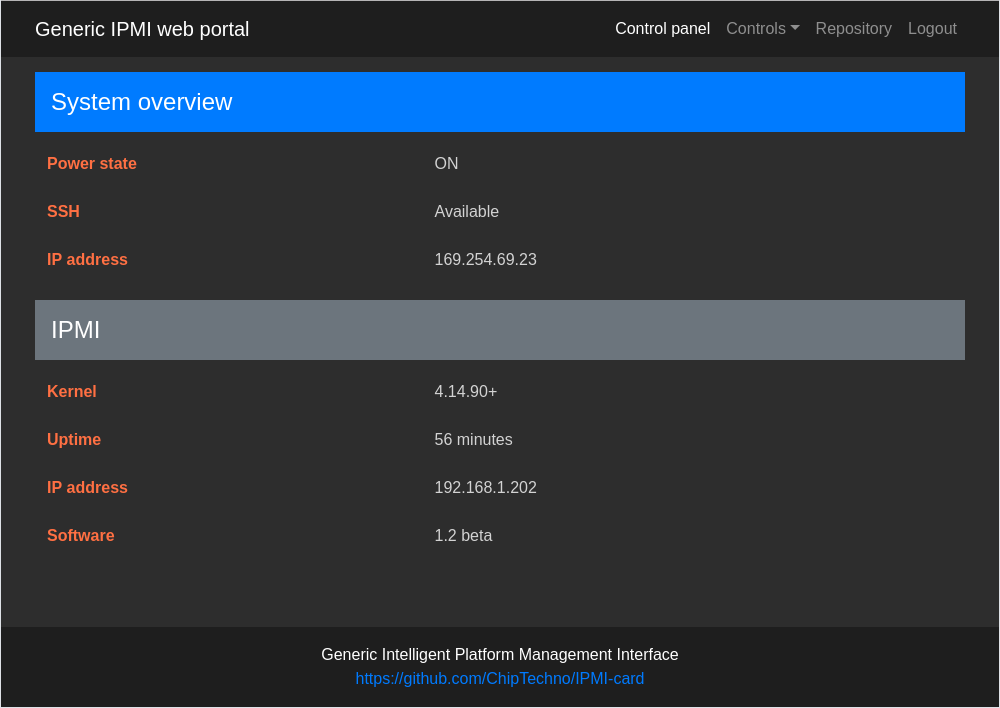 Generic IPMI web portal Control panel Controls Repository Logout
System overview
Power state ON
SSH Available
IP address 169.254.69.23
IPMI
Kernel 4.14.90+
Uptime 56 minutes
IP address 192.168.1.202
Software 1.2 beta
Generic Intelligent Platform Management Interface
https://github.com/ChipTechno/IPMI-card